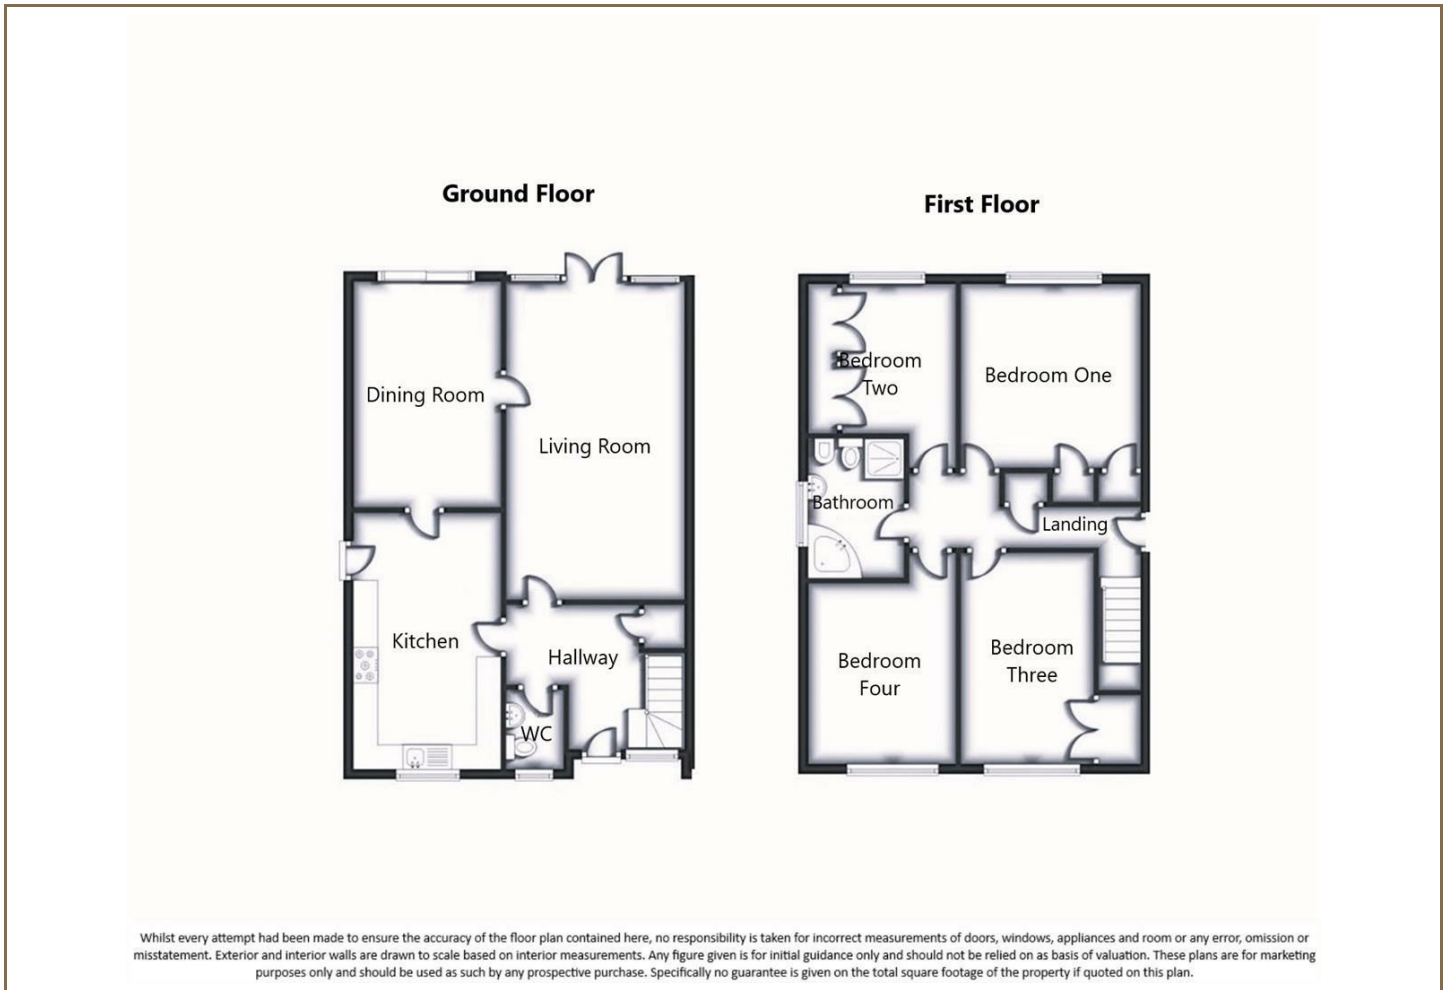 Ground Floor
First Floor
Dining Room
Living Room
Kitchen
Hallway
WC
Bedroom
Two
Bedroom One
Bathroom
Landing
Bedroom
Four
Bedroom
Three
Whilst every attempt had been made to ensure the accuracy of the floor plan contained here, no responsibility is taken for incorrect measurements of doors, windows, appliances and room or any error, omission or
misstatement. Exterior and interior walls are drawn to scale based on interior measurements. Any figure given is for initial guidance only and should not be relied on as basis of valuation. These plans are for marketing
purposes only and should be used as such by any prospective purchase. Specifically no guarantee is given on the total square footage of the property if quoted on this plan.